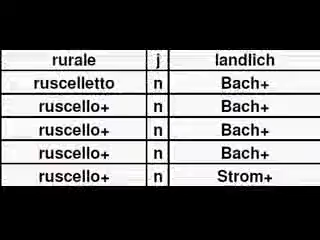 rurale j landlich
ruscelletto n Bach+
ruscello+ n Bach+
ruscello+ n Bach+
ruscello+ n Bach+
ruscello+ n Strom+